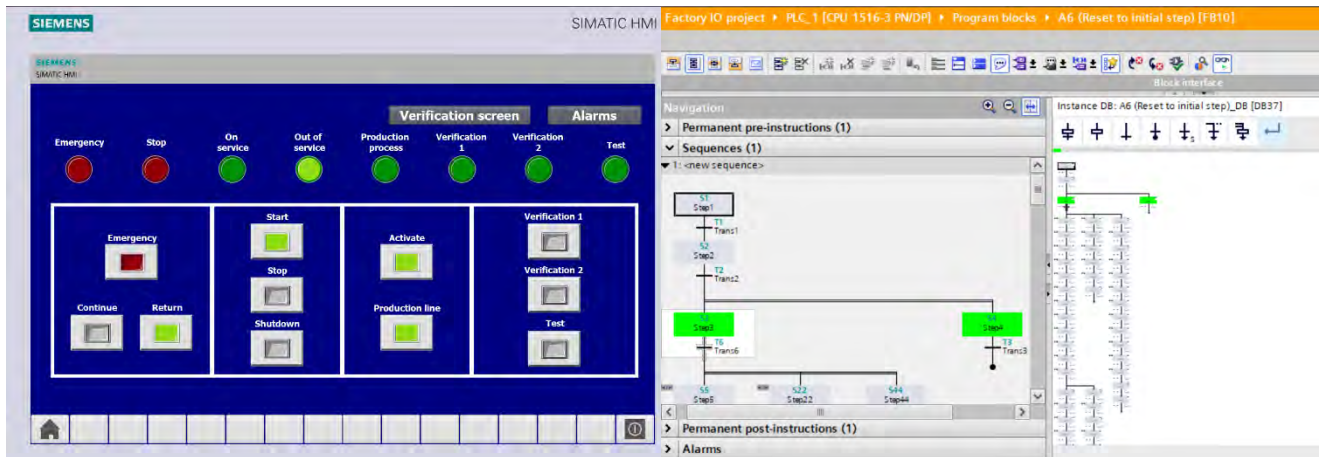 SIEMENS
SIMATIC HMI
SIEMENS
SIMATIC HMI
Verification screen
Alarms
Emergency
Stop
On service
Out of service
Production process
Verification 1
Verification 2
Test
Emergency
Continue
Return
Start
Stop
Shutdown
Activate
Production line
Verification 1
Verification 2
Test
Factory IO project ▸ PLC_1 [CPU 1516-3 PN/DP] ▸ Program blocks ▸ A6 (Reset to initial step) [FB10]
Block interface
Navigation
Permanent pre-instructions (1)
Sequences (1)
1: <new sequence>
S1
Step1
T1
Trans1
S2
Step2
T2
Trans2
S3
Step3
S4
Step4
T6
Trans6
T3
Trans3
S5
Step5
S22
Step22
S44
Step44
Permanent post-instructions (1)
Alarms
Instance DB: A6 (Reset to initial step)_DB [DB37]